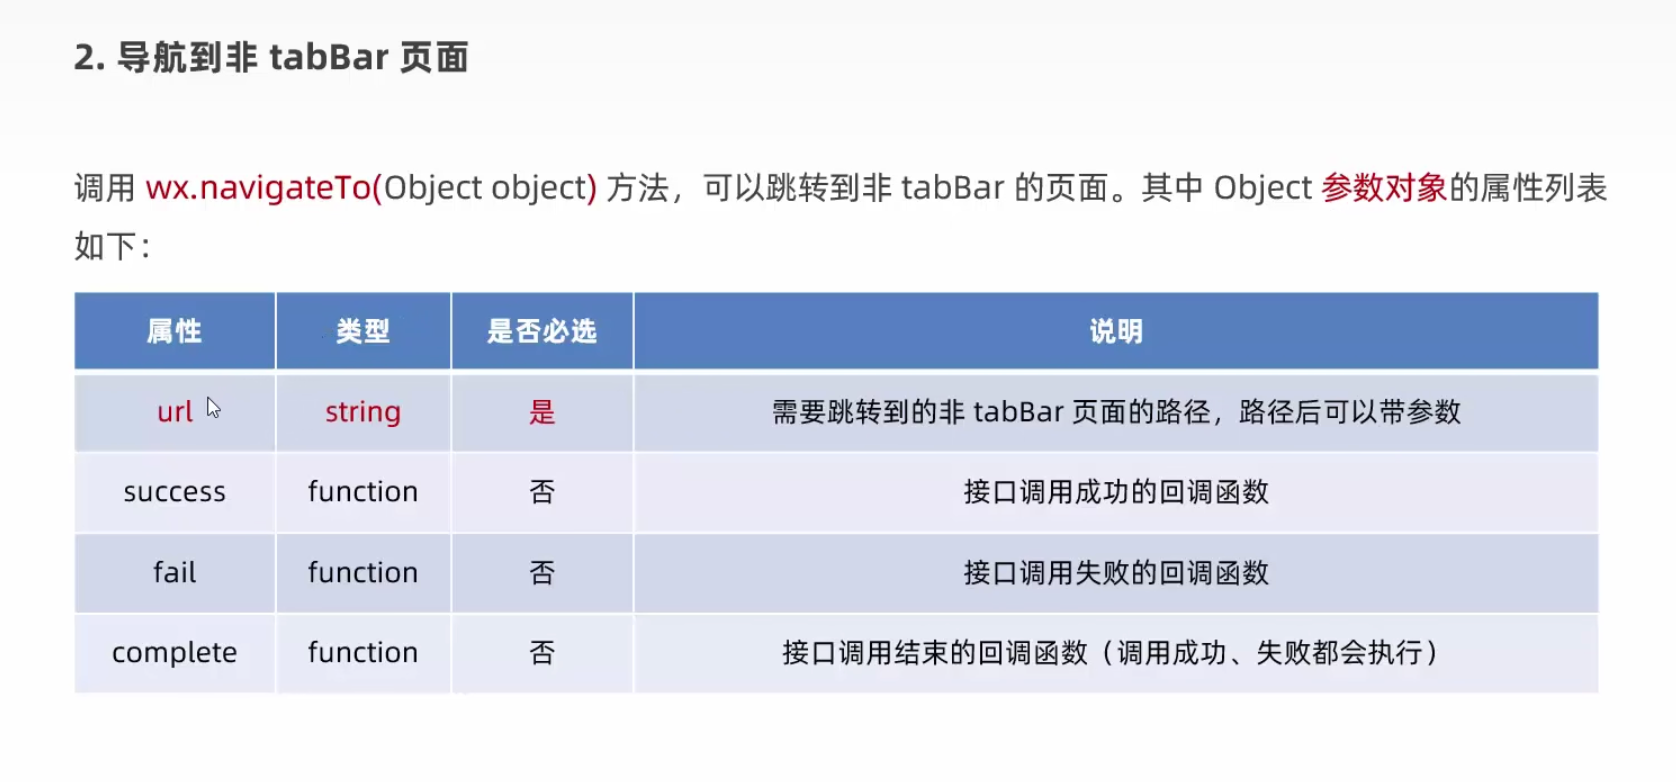 2. 导航到非 tabBar 页面
调用 wx.navigateTo(Object object) 方法，可以跳转到非 tabBar 的页面。其中 Object 参数对象的属性列表
如下：
属性 类型 是否必选 说明
url string 是 需要跳转到的非 tabBar 页面的路径，路径后可以带参数
success function 否 接口调用成功的回调函数
fail function 否 接口调用失败的回调函数
complete function 否 接口调用结束的回调函数（调用成功、失败都会执行）